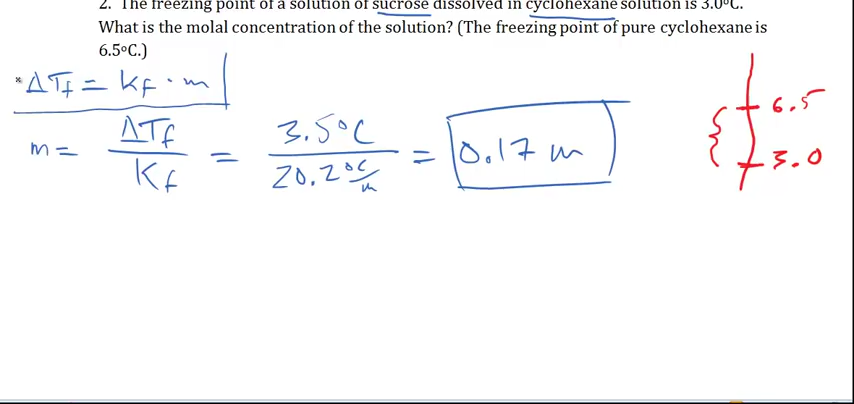 2. The freezing point of a solution of sucrose dissolved in cyclohexane solution is 3.0°C.
What is the molal concentration of the solution? (The freezing point of pure cyclohexane is
6.5°C.)
*ΔTf = Kf · m
m = ΔTf / Kf = 3.5°C / 20.2 °C/m = 0.17 m
6.5
3.0